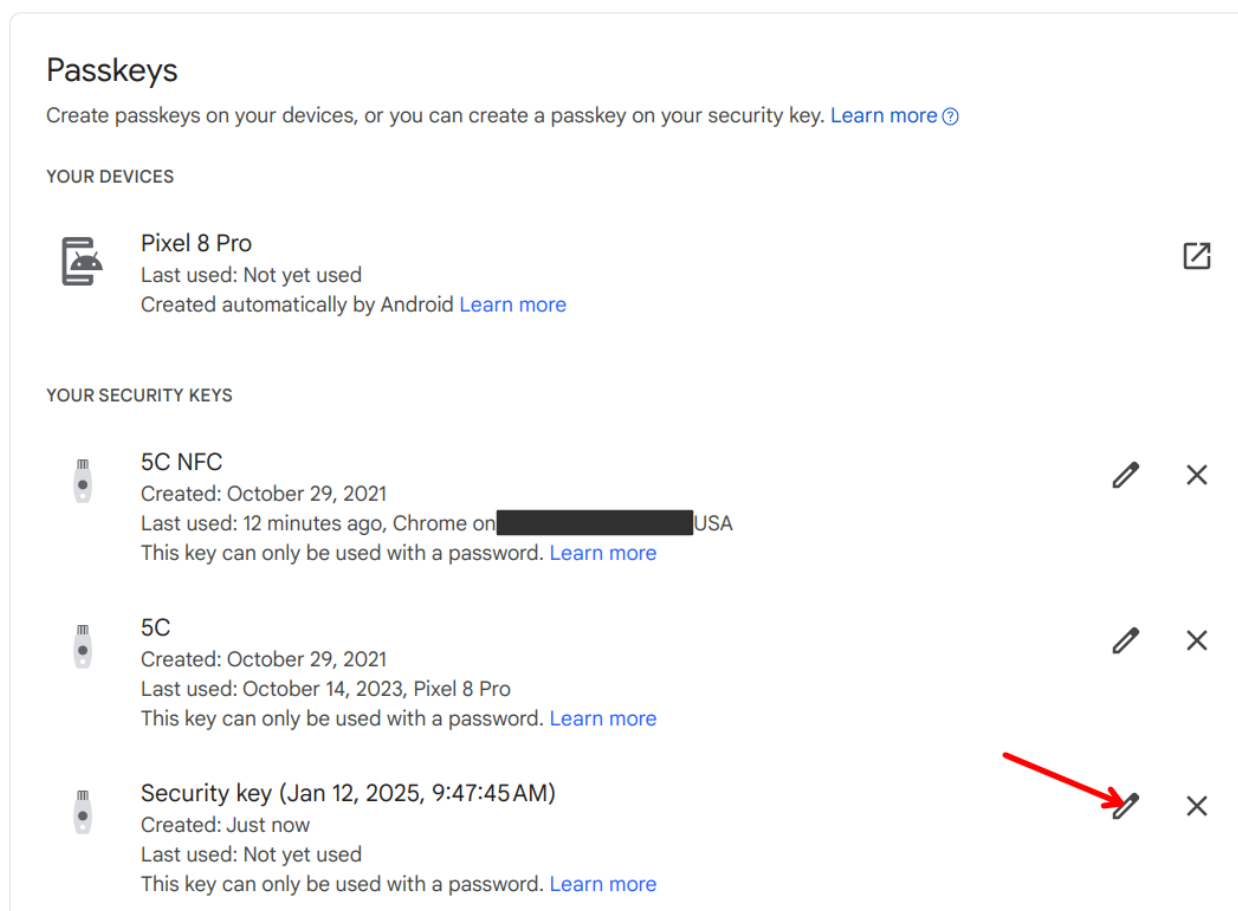 Passkeys
Create passkeys on your devices, or you can create a passkey on your security key. Learn more
YOUR DEVICES
Pixel 8 Pro
Last used: Not yet used
Created automatically by Android Learn more
YOUR SECURITY KEYS
5C NFC
Created: October 29, 2021
Last used: 12 minutes ago, Chrome on USA
This key can only be used with a password. Learn more
5C
Created: October 29, 2021
Last used: October 14, 2023, Pixel 8 Pro
This key can only be used with a password. Learn more
Security key (Jan 12, 2025, 9:47:45 AM)
Created: Just now
Last used: Not yet used
This key can only be used with a password. Learn more